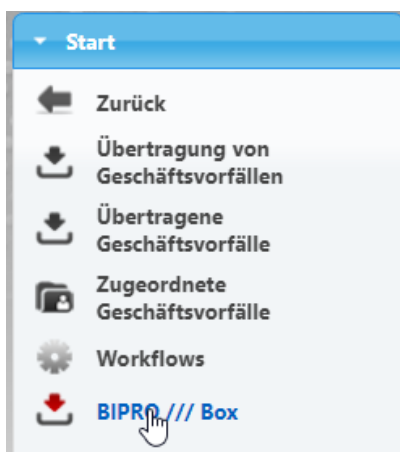 Start
Zurück
Übertragung von
Geschäftsvorfällen
Übertragene
Geschäftsvorfälle
Zugeordnete
Geschäftsvorfälle
Workflows
BIPRO /// Box